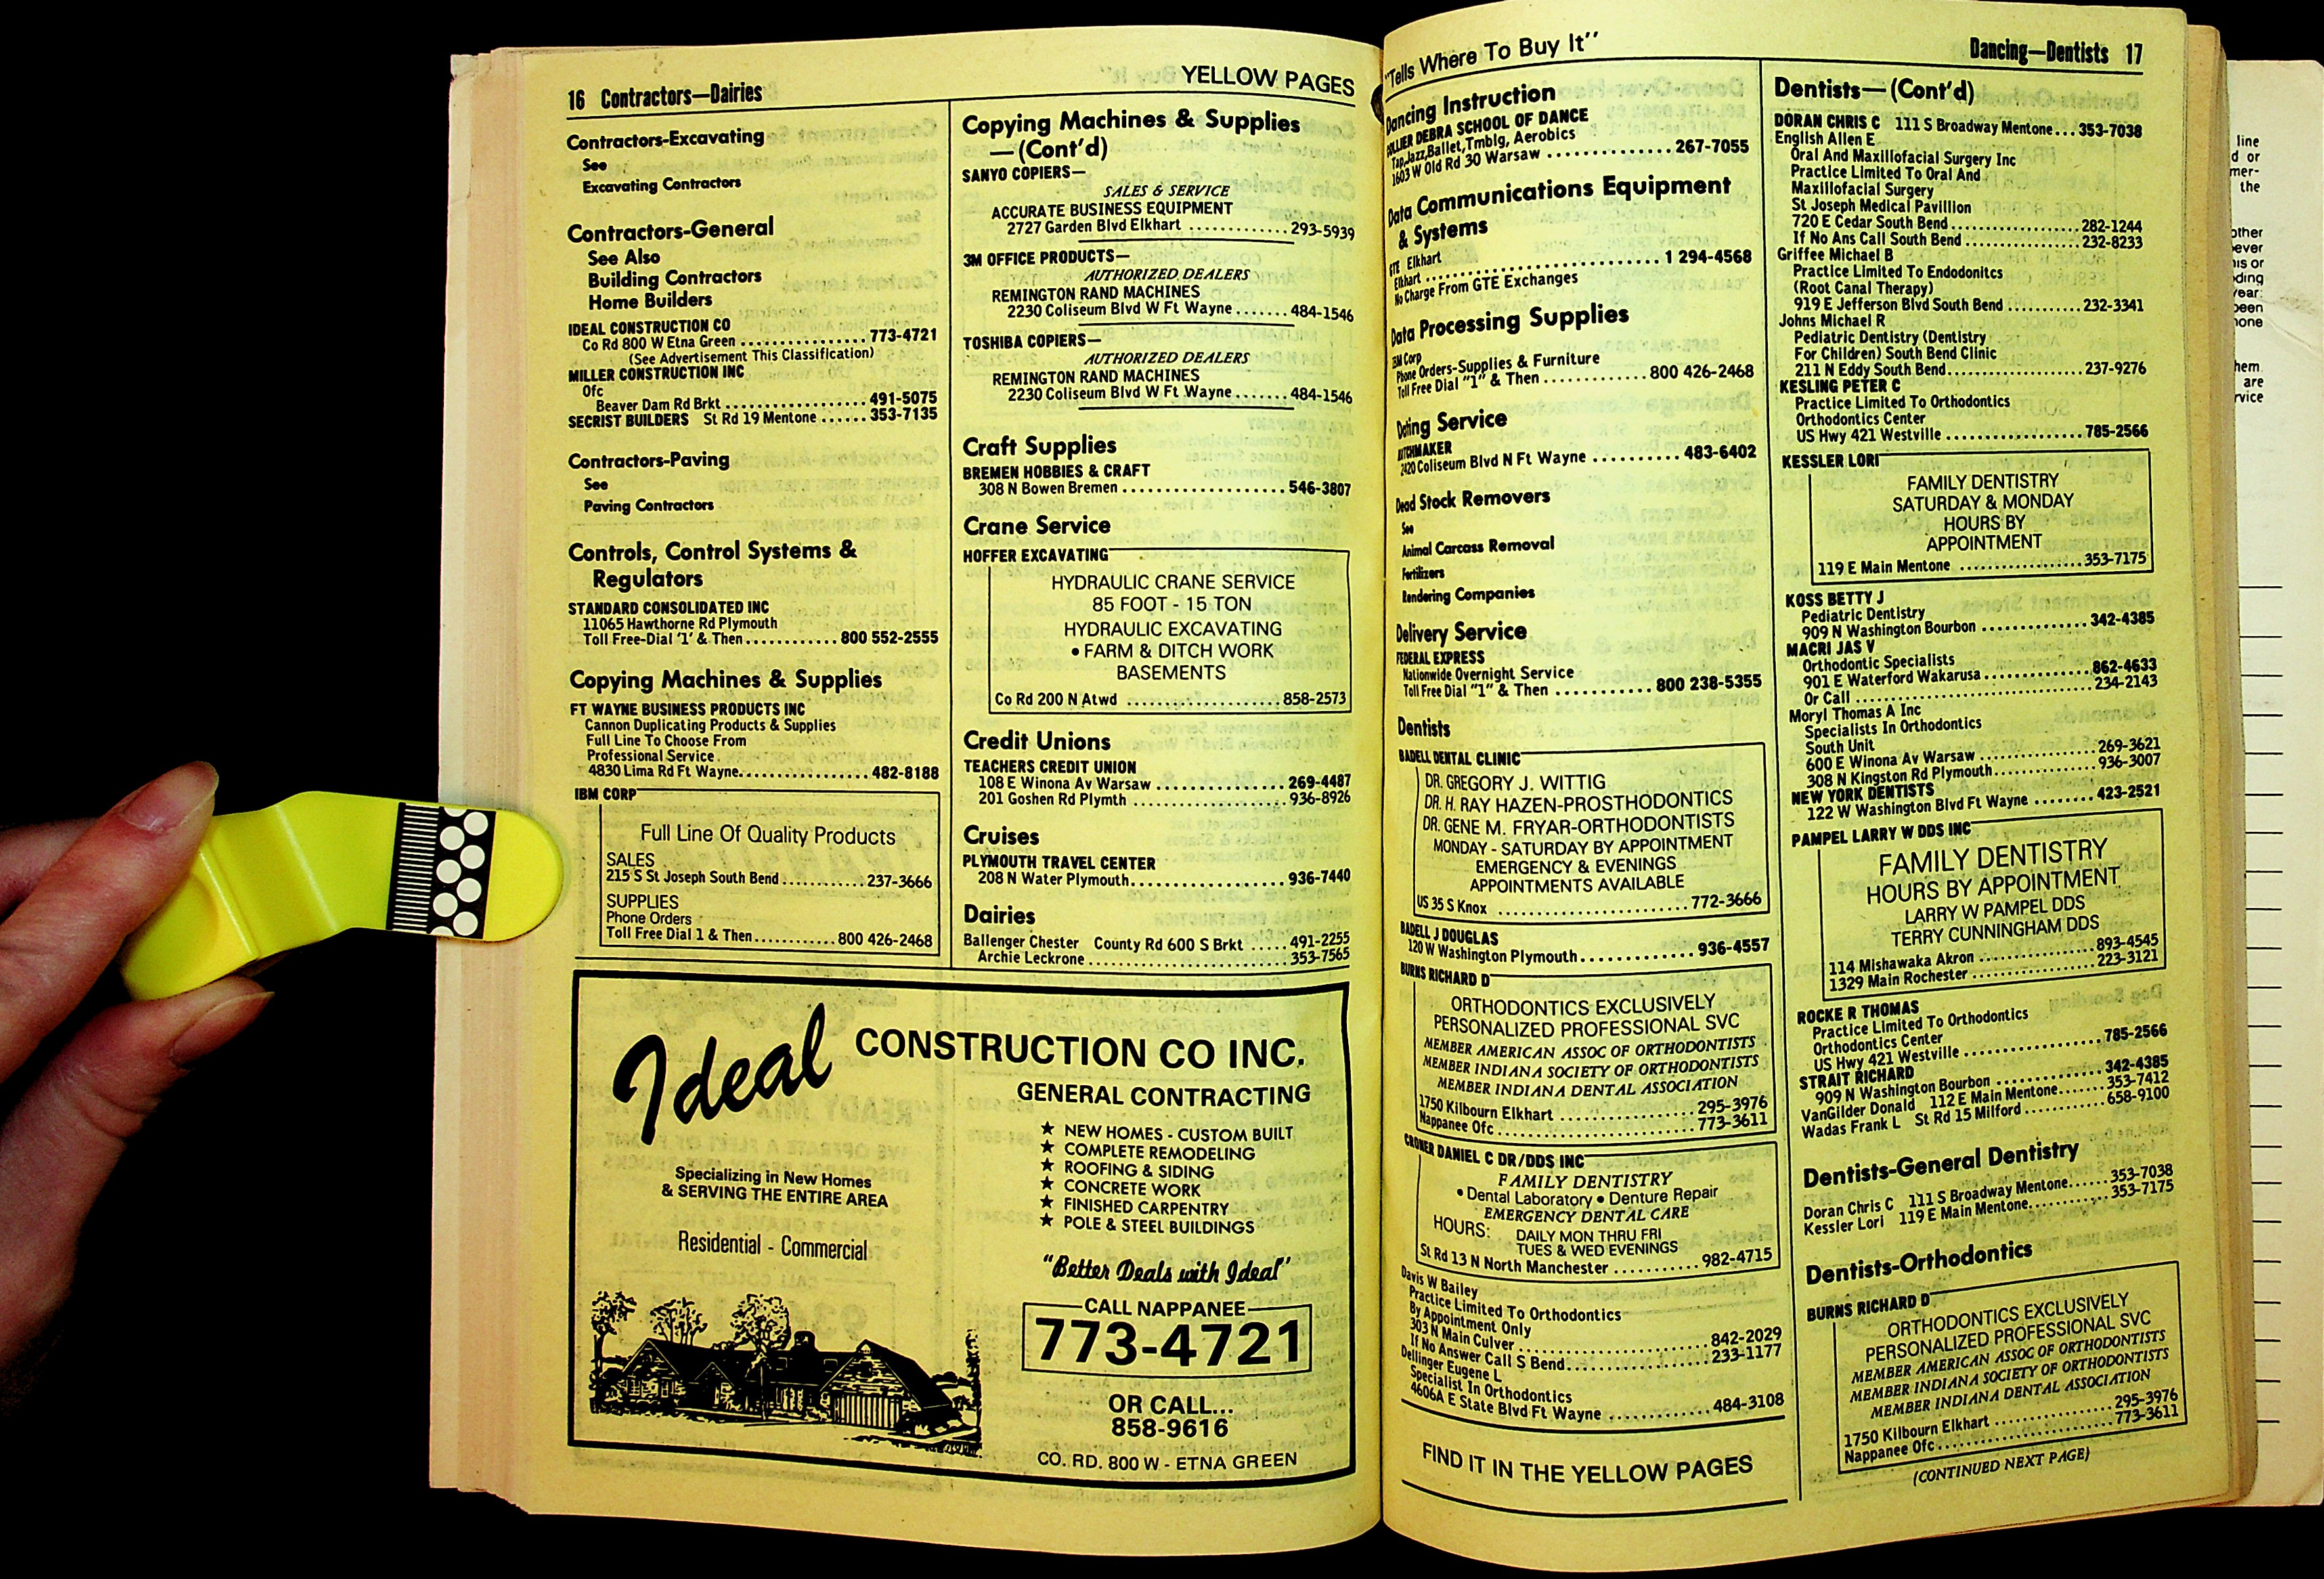 16 Contractors—Dairies
YELLOW PAGES
Contractors-Excavating
See
Excavating Contractors
Contractors-General
See Also
Building Contractors
Home Builders
IDEAL CONSTRUCTION CO
Co Rd 800 W Etna Green ................ 773-4721
(See Advertisement This Classification)
MILLER CONSTRUCTION INC
Ofc
Beaver Dam Rd Brkt .................. 491-5075
SECRIST BUILDERS St Rd 19 Mentone ...... 353-7135
Contractors-Paving
See
Paving Contractors
Controls, Control Systems &
Regulators
STANDARD CONSOLIDATED INC
11065 Hawthorne Rd Plymouth
Toll Free-Dial '1' & Then ........... 800 552-2555
Copying Machines & Supplies
FT WAYNE BUSINESS PRODUCTS INC
Cannon Duplicating Products & Supplies
Full Line To Choose From
Professional Service
4830 Lima Rd Ft Wayne ................ 482-8188
IBM CORP
Full Line Of Quality Products
SALES
215 S St Joseph South Bend .......... 237-3666
SUPPLIES
Phone Orders
Toll Free Dial 1 & Then .......... 800 426-2468
Copying Machines & Supplies
— (Cont'd)
SANYO COPIERS—
SALES & SERVICE
ACCURATE BUSINESS EQUIPMENT
2727 Garden Blvd Elkhart ............ 293-5939
3M OFFICE PRODUCTS—
AUTHORIZED DEALERS
REMINGTON RAND MACHINES
2230 Coliseum Blvd W Ft Wayne ....... 484-1546
TOSHIBA COPIERS—
AUTHORIZED DEALERS
REMINGTON RAND MACHINES
2230 Coliseum Blvd W Ft Wayne ....... 484-1546
Craft Supplies
BREMEN HOBBIES & CRAFT
308 N Bowen Bremen .................. 546-3807
Crane Service
HOFFER EXCAVATING
HYDRAULIC CRANE SERVICE
85 FOOT - 15 TON
HYDRAULIC EXCAVATING
• FARM & DITCH WORK
BASEMENTS
Co Rd 200 N Atwd .................. 858-2573
Credit Unions
TEACHERS CREDIT UNION
108 E Winona Av Warsaw .............. 269-4487
201 Goshen Rd Plymth ................ 936-8926
Cruises
PLYMOUTH TRAVEL CENTER
208 N Water Plymouth ................ 936-7440
Dairies
Ballenger Chester County Rd 600 S Brkt ..... 491-2255
Archie Leckrone ..................... 353-7565
Ideal CONSTRUCTION CO INC.
GENERAL CONTRACTING
★ NEW HOMES - CUSTOM BUILT
★ COMPLETE REMODELING
★ ROOFING & SIDING
★ CONCRETE WORK
★ FINISHED CARPENTRY
★ POLE & STEEL BUILDINGS
Specializing in New Homes
& SERVING THE ENTIRE AREA
Residential - Commercial
"Better Deals with Ideal"
CALL NAPPANEE
773-4721
OR CALL...
858-9616
CO. RD. 800 W - ETNA GREEN
"Tells Where To Buy It"
Dancing—Dentists 17
Dancing Instruction
COLLIER DEBRA SCHOOL OF DANCE
Tap,Jazz,Ballet,Tmblg, Aerobics
1603 W Old Rd 30 Warsaw .............. 267-7055
Data Communications Equipment
& Systems
GTE Elkhart
Elkhart ............................ 1 294-4568
No Charge From GTE Exchanges
Data Processing Supplies
IBM Corp
Phone Orders-Supplies & Furniture
Toll Free Dial "1" & Then ............ 800 426-2468
Dating Service
MATCHMAKER
2420 Coliseum Blvd N Ft Wayne .......... 483-6402
Dead Stock Removers
See
Animal Carcass Removal
Fertilizers
Rendering Companies
Delivery Service
FEDERAL EXPRESS
Nationwide Overnight Service
Toll Free Dial "1" & Then .......... 800 238-5355
Dentists
BADELL DENTAL CLINIC
DR. GREGORY J. WITTIG
DR. H. RAY HAZEN-PROSTHODONTICS
DR. GENE M. FRYAR-ORTHODONTISTS
MONDAY - SATURDAY BY APPOINTMENT
EMERGENCY & EVENINGS
APPOINTMENTS AVAILABLE
US 35 S Knox ..................... 772-3666
BADELL J DOUGLAS
120 W Washington Plymouth ............. 936-4557
BURNS RICHARD D
ORTHODONTICS EXCLUSIVELY
PERSONALIZED PROFESSIONAL SVC
MEMBER AMERICAN ASSOC OF ORTHODONTISTS
MEMBER INDIANA SOCIETY OF ORTHODONTISTS
MEMBER INDIANA DENTAL ASSOCIATION
1750 Kilbourn Elkhart ............... 295-3976
Nappanee Ofc ........................ 773-3611
CRONER DANIEL C DR/DDS INC
FAMILY DENTISTRY
• Dental Laboratory • Denture Repair
EMERGENCY DENTAL CARE
HOURS: DAILY MON THRU FRI
TUES & WED EVENINGS
St Rd 13 N North Manchester .......... 982-4715
Davis W Bailey
Practice Limited To Orthodontics
By Appointment Only
303 N Main Culver .................... 842-2029
If No Answer Call S Bend .............. 233-1177
Dellinger Eugene L
Specialist In Orthodontics
4606A E State Blvd Ft Wayne ........... 484-3108
FIND IT IN THE YELLOW PAGES
Dentists— (Cont'd)
DORAN CHRIS C 111 S Broadway Mentone... 353-7038
English Allen E
Oral And Maxillofacial Surgery Inc
Practice Limited To Oral And
Maxillofacial Surgery
St Joseph Medical Pavillion
720 E Cedar South Bend ............... 282-1244
If No Ans Call South Bend ............ 232-8233
Griffee Michael B
Practice Limited To Endodonitcs
(Root Canal Therapy)
919 E Jefferson Blvd South Bend ....... 232-3341
Johns Michael R
Pediatric Dentistry (Dentistry
For Children) South Bend Clinic
211 N Eddy South Bend ................ 237-9276
KESLING PETER C
Practice Limited To Orthodontics
Orthodontics Center
US Hwy 421 Westville ................. 785-2566
KESSLER LORI
FAMILY DENTISTRY
SATURDAY & MONDAY
HOURS BY
APPOINTMENT
119 E Main Mentone ................ 353-7175
KOSS BETTY J
Pediatric Dentistry
909 N Washington Bourbon ............. 342-4385
MACRI JAS V
Orthodontic Specialists
901 E Waterford Wakarusa ............. 862-4633
Or Call .............................. 234-2143
Moryl Thomas A Inc
Specialists In Orthodontics
South Unit
600 E Winona Av Warsaw ............... 269-3621
308 N Kingston Rd Plymouth ............ 936-3007
NEW YORK DENTISTS
122 W Washington Blvd Ft Wayne ........ 423-2521
PAMPEL LARRY W DDS INC
FAMILY DENTISTRY
HOURS BY APPOINTMENT
LARRY W PAMPEL DDS
TERRY CUNNINGHAM DDS
114 Mishawaka Akron ................ 893-4545
1329 Main Rochester ................ 223-3121
ROCKE R THOMAS
Practice Limited To Orthodontics
Orthodontics Center
US Hwy 421 Westville ................. 785-2566
STRAIT RICHARD
909 N Washington Bourbon ............. 342-4385
VanGilder Donald 112 E Main Mentone ....... 353-7412
Wadas Frank L St Rd 15 Milford ............ 658-9100
Dentists-General Dentistry
Doran Chris C 111 S Broadway Mentone...... 353-7038
Kessler Lori 119 E Main Mentone........... 353-7175
Dentists-Orthodontics
BURNS RICHARD D
ORTHODONTICS EXCLUSIVELY
PERSONALIZED PROFESSIONAL SVC
MEMBER AMERICAN ASSOC OF ORTHODONTISTS
MEMBER INDIANA SOCIETY OF ORTHODONTISTS
MEMBER INDIANA DENTAL ASSOCIATION
1750 Kilbourn Elkhart ............... 295-3976
Nappanee Ofc ........................ 773-3611
(CONTINUED NEXT PAGE)
line
the
are